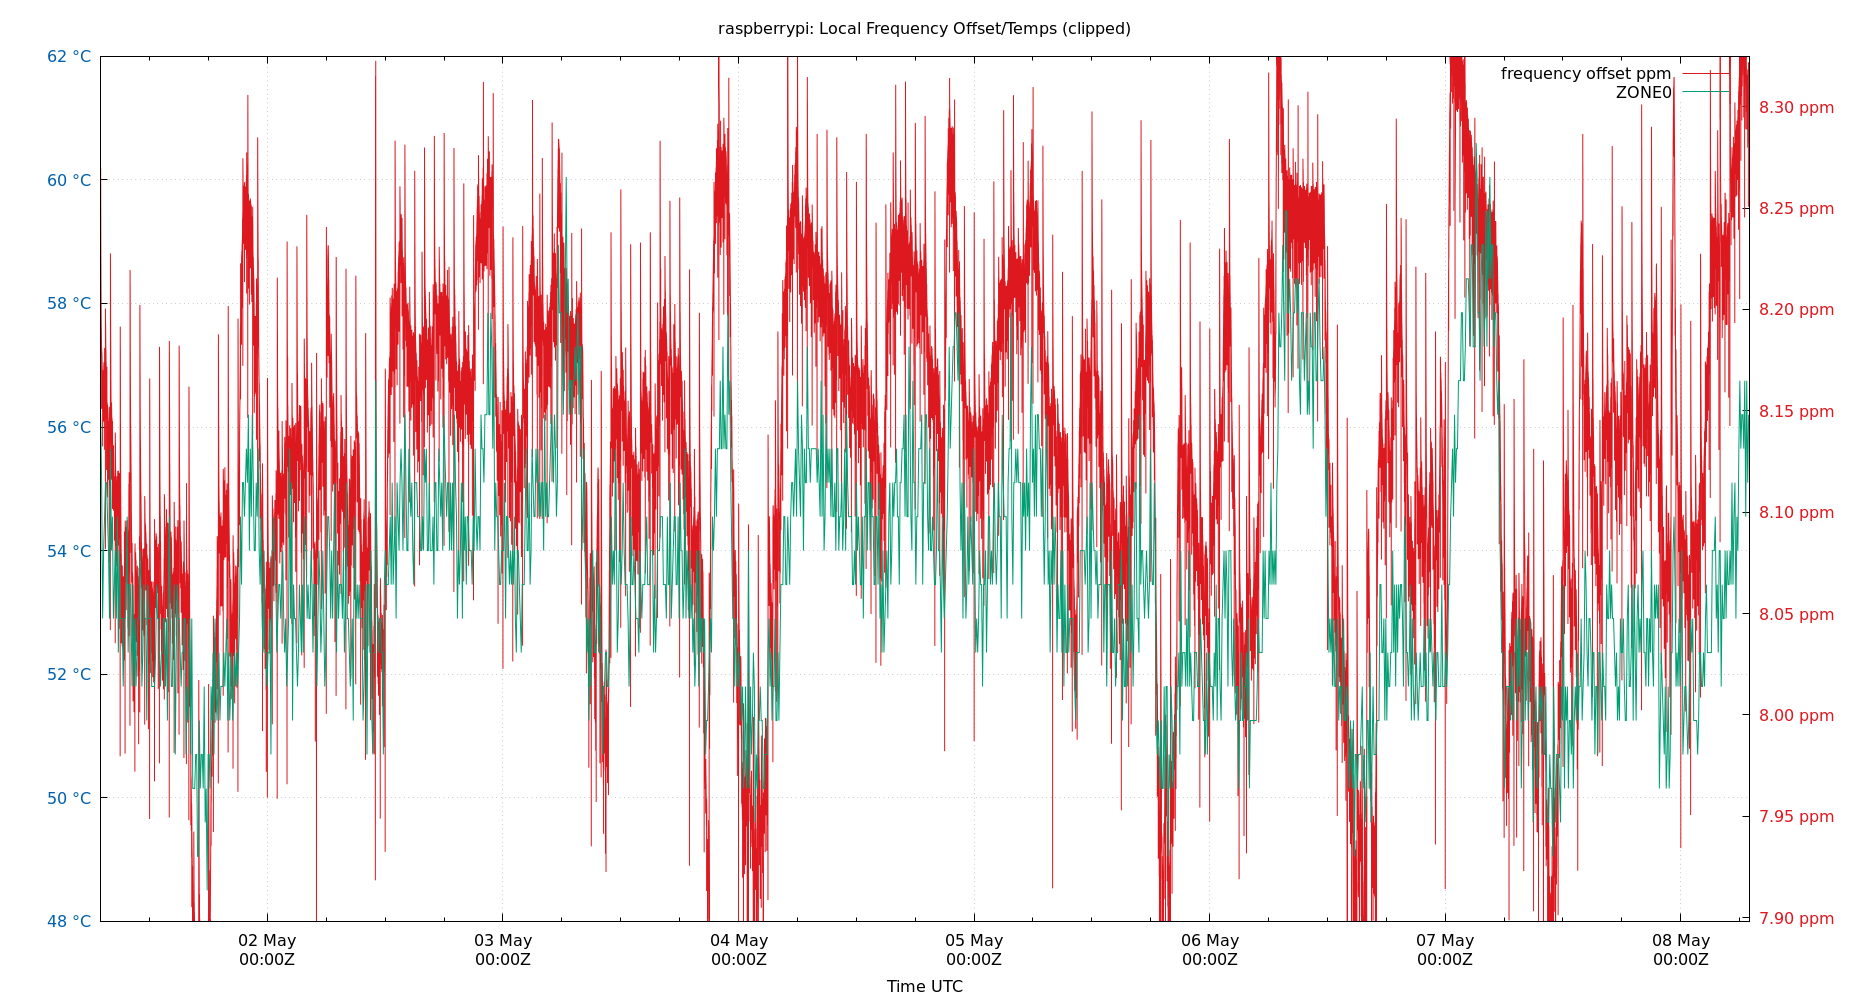 raspberrypi: Local Frequency Offset/Temps (clipped)
62 °C
60 °C
58 °C
56 °C
54 °C
52 °C
50 °C
48 °C
frequency offset ppm
ZONE0
8.30 ppm
8.25 ppm
8.20 ppm
8.15 ppm
8.10 ppm
8.05 ppm
8.00 ppm
7.95 ppm
7.90 ppm
02 May 03 May 04 May 05 May 06 May 07 May 08 May
00:00Z 00:00Z 00:00Z 00:00Z 00:00Z 00:00Z 00:00Z
Time UTC